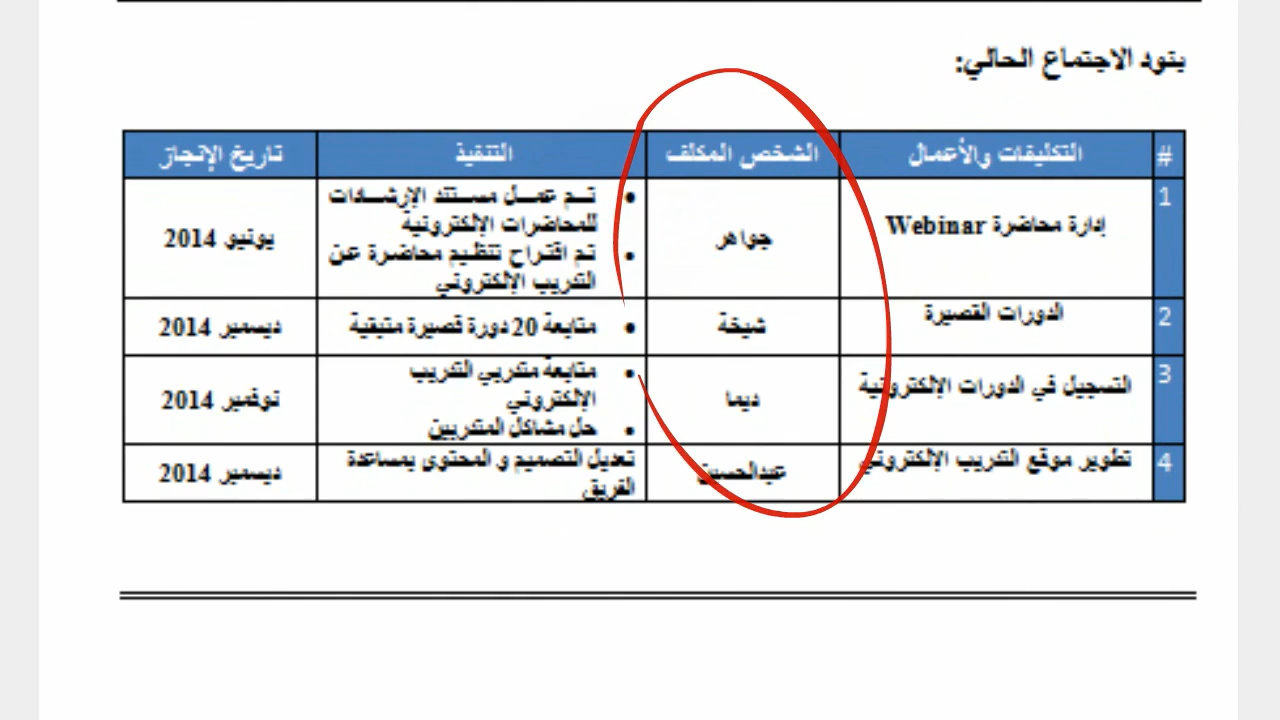 بنود الاجتماع الحالي:
# التكليفات والأعمال الشخص المكلف التنفيذ تاريخ الإنجاز
1 إدارة محاضرة Webinar جواهر • تم عمل مستند الإرشادات
للمحاضرات الإلكترونية
• تم اقتراح تنظيم محاضرة عن
التدريب الإلكتروني يونيو 2014
2 الدورات القصيرة شيخة • متابعة 20 دورة قصيرة متبقية ديسمبر 2014
3 التسجيل في الدورات الإلكترونية ديما • متابعة متدربي التدريب
الإلكتروني
• حل مشاكل المتدربين نوفمبر 2014
4 تطوير موقع التدريب الإلكتروني عبدالحسين تعديل التصميم و المحتوى بمساعدة
الفريق ديسمبر 2014